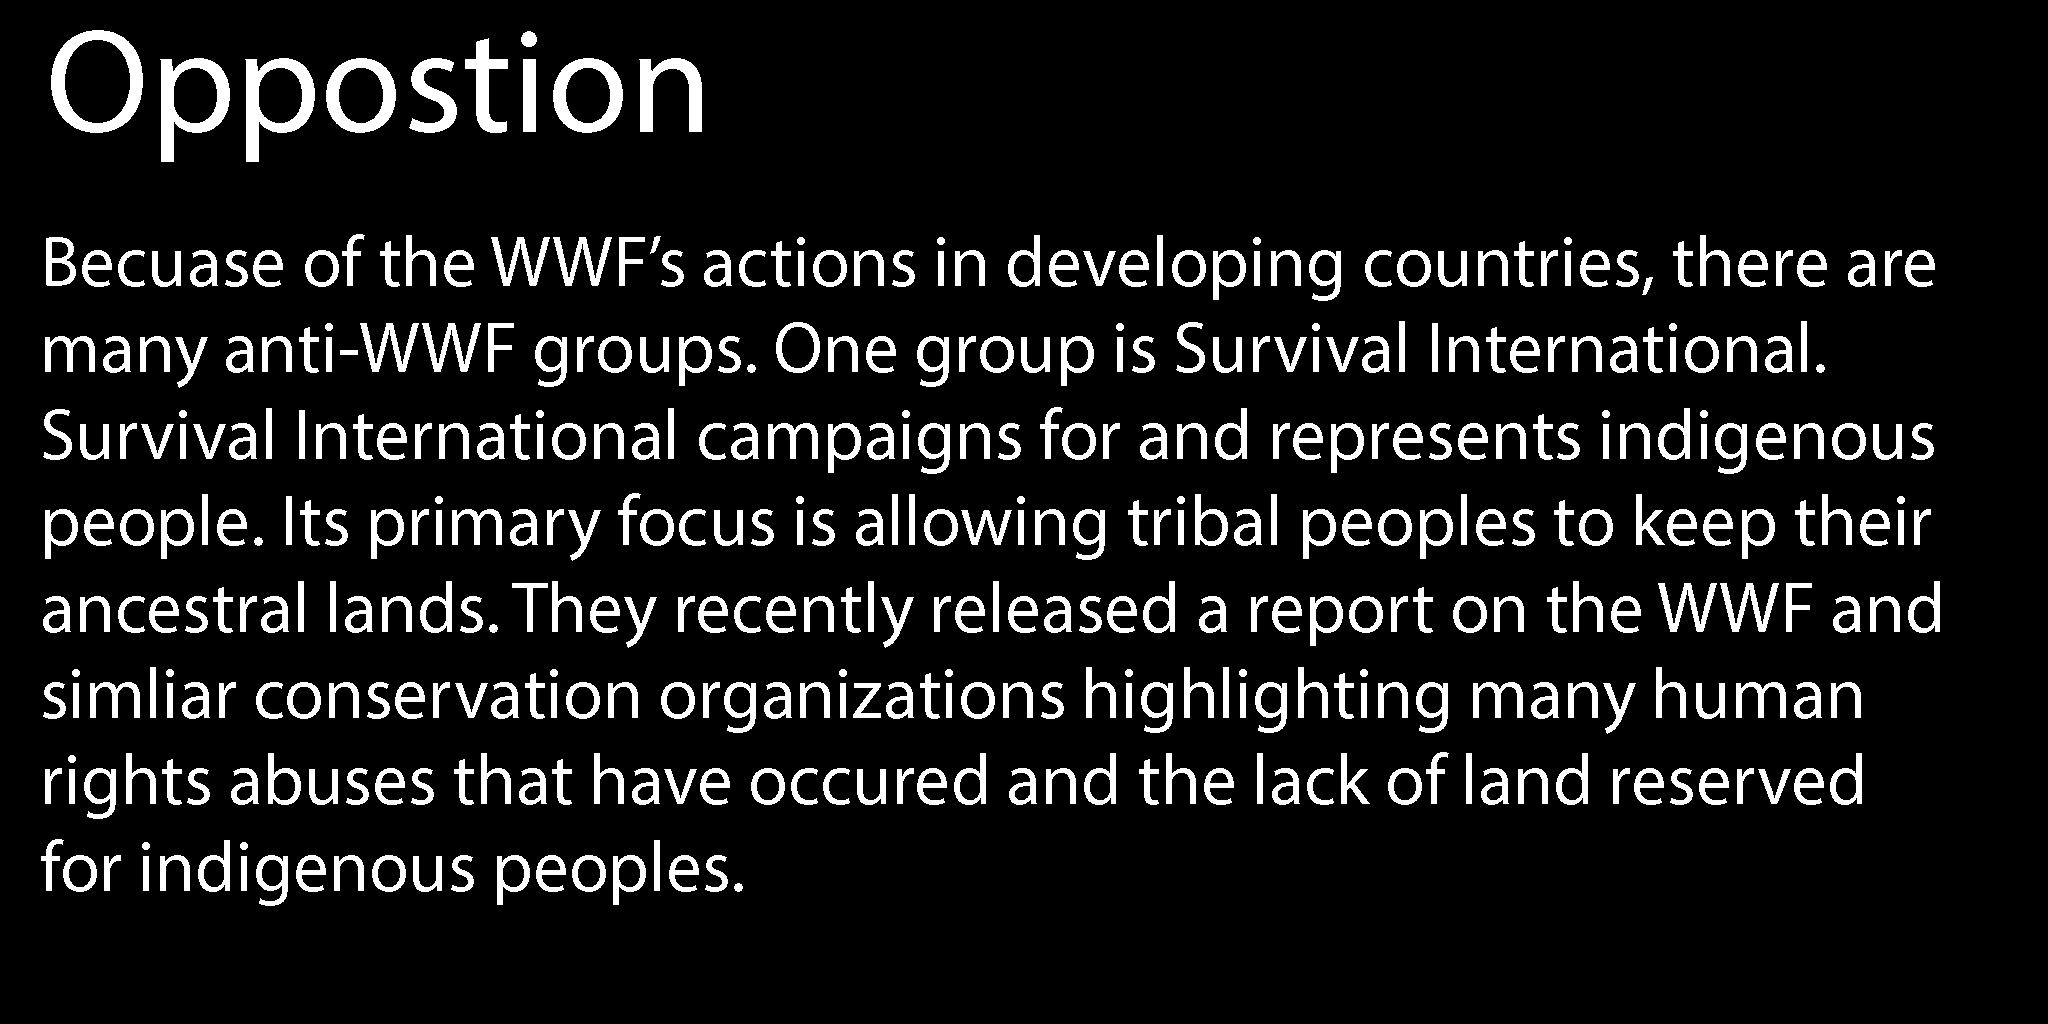 Oppostion
Becuase of the WWF’s actions in developing countries, there are
many anti-WWF groups. One group is Survival International.
Survival International campaigns for and represents indigenous
people. Its primary focus is allowing tribal peoples to keep their
ancestral lands. They recently released a report on the WWF and
simliar conservation organizations highlighting many human
rights abuses that have occured and the lack of land reserved
for indigenous peoples.